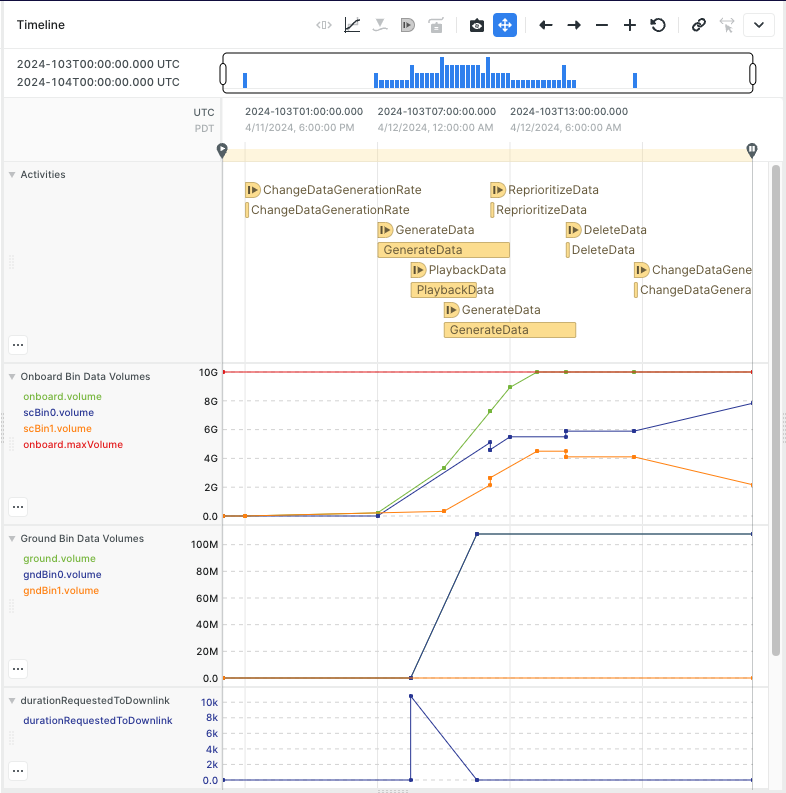 Timeline
2024-103T00:00:00.000 UTC
2024-104T00:00:00.000 UTC
UTC 2024-103T01:00:00.000 2024-103T07:00:00.000 2024-103T13:00:00.000
PDT 4/11/2024, 6:00:00 PM 4/12/2024, 12:00:00 AM 4/12/2024, 6:00:00 AM
Activities
ChangeDataGenerationRate ReprioritizeData
ChangeDataGenerationRate ReprioritizeData
GenerateData DeleteData
GenerateData DeleteData
PlaybackData ChangeDataGene
PlaybackData ChangeDataGenera
GenerateData
GenerateData
Onboard Bin Data Volumes 10G
onboard.volume 8G
scBin0.volume
scBin1.volume 6G
onboard.maxVolume
4G
2G
0.0
Ground Bin Data Volumes 100M
ground.volume
gndBin0.volume 80M
gndBin1.volume 60M
40M
20M
0.0
durationRequestedToDownlink 10k
durationRequestedToDownlink 8k
6k
4k
2k
0.0